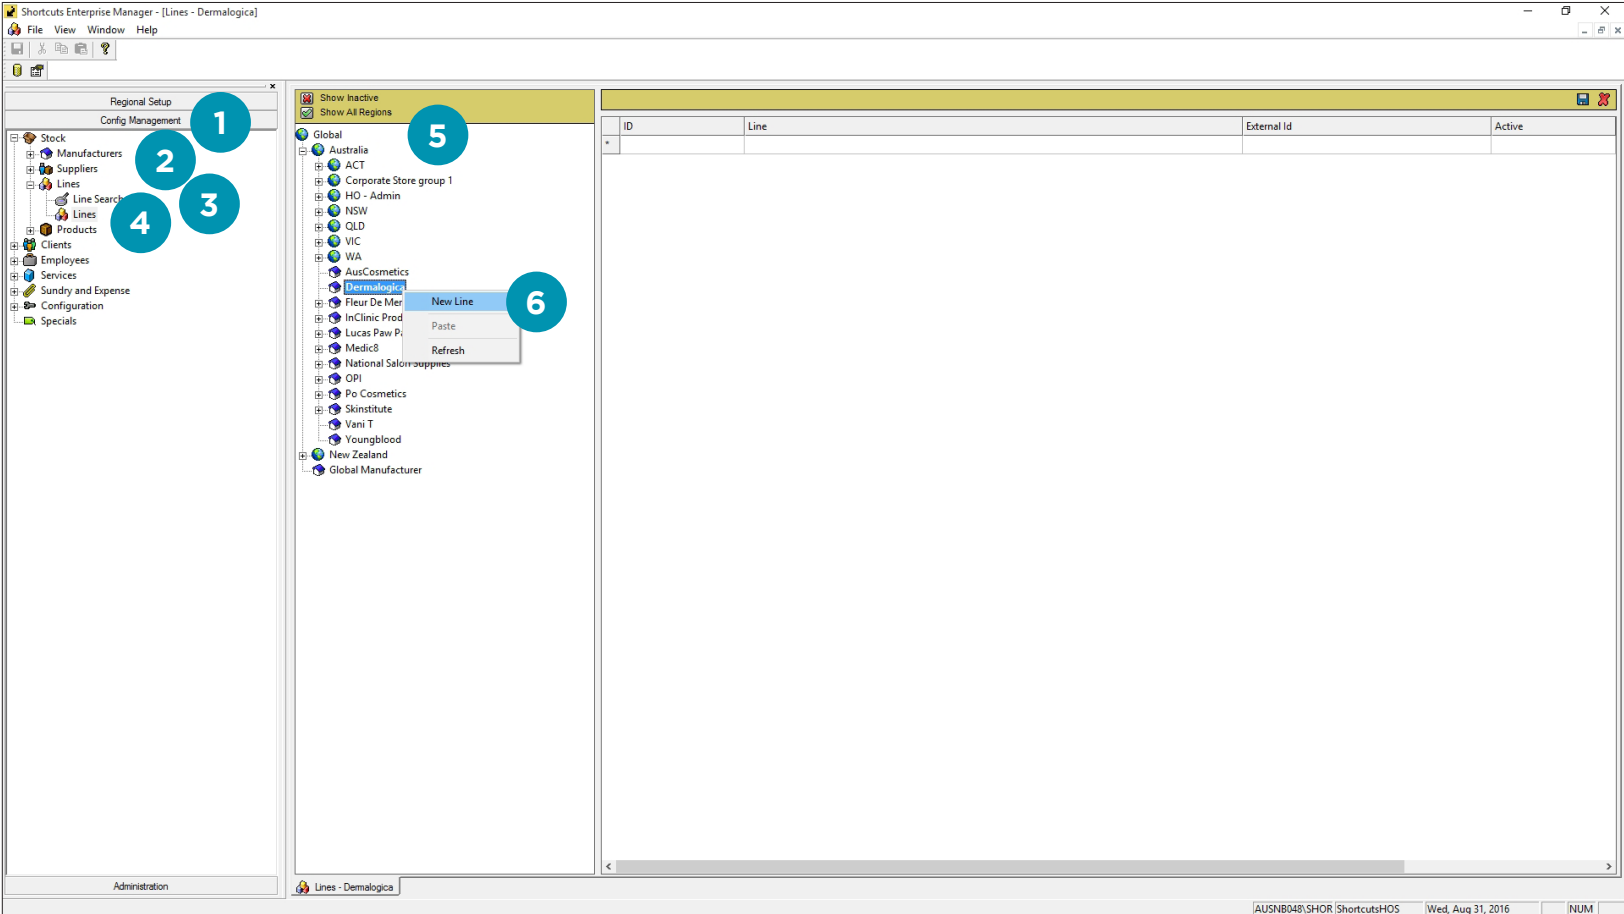 Shortcuts Enterprise Manager - [Lines - Dermalogica]
File View Window Help
Regional Setup
Config Management
1
Stock
Manufacturers
2
Suppliers
Lines
Line Search
3
Lines
4
Products
Clients
Employees
Services
Sundry and Expense
Configuration
Specials
Administration
Show Inactive
Show All Regions
5
Global
Australia
ACT
Corporate Store group 1
HO - Admin
NSW
QLD
VIC
WA
AusCosmetics
Dermalogica
Fleur De Mer
InClinic Prod
Lucas Paw Pa
Medic8
National Salon Supplies
OPI
Po Cosmetics
Skinstitute
Vani T
Youngblood
New Zealand
Global Manufacturer
New Line
6
Paste
Refresh
ID Line External Id Active
*
Lines - Dermalogica
AUSNB048\SHOR ShortcutsHOS Wed, Aug 31, 2016 NUM